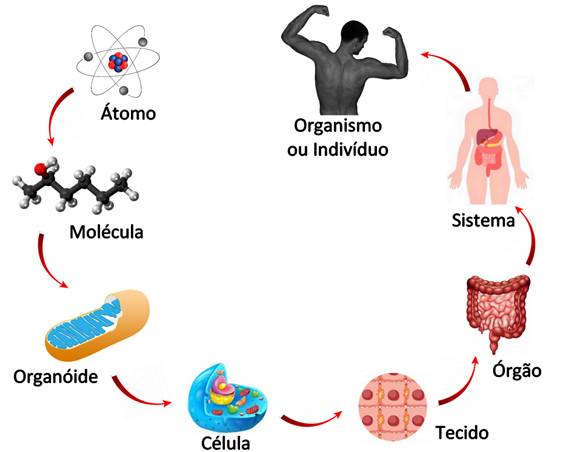 Átomo
Molécula
Organóide
Célula
Tecido
Órgão
Sistema
Organismo
ou Indivíduo